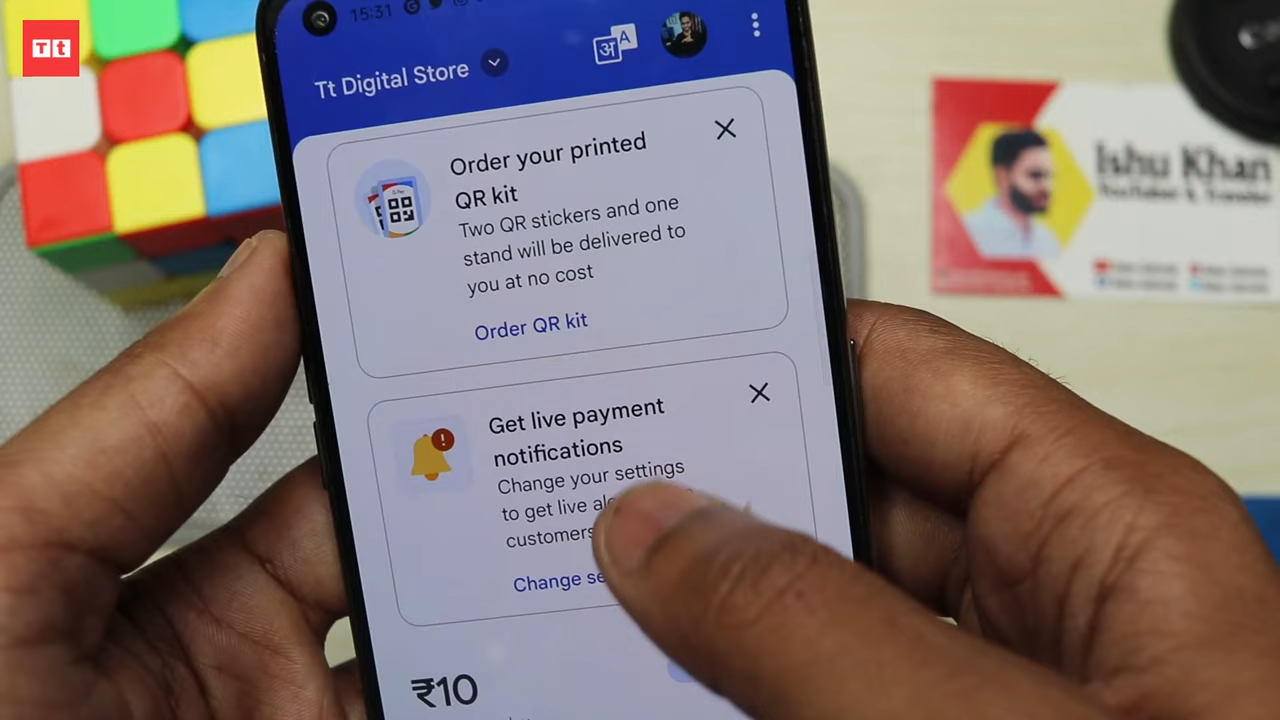 Tt
15:31
Tt Digital Store
अ A
Order your printed
QR kit
Two QR stickers and one
stand will be delivered to
you at no cost
Order QR kit
Get live payment
notifications
Change your settings
to get live
customers
Change
₹10
Ishu Khan
YouTuber & Traveler